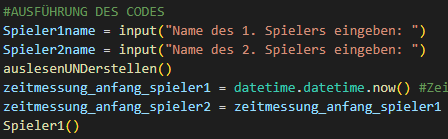 #AUSFÜHRUNG DES CODES
Spieler1name = input("Name des 1. Spielers eingeben: ")
Spieler2name = input("Name des 2. Spielers eingeben: ")
auslesenUNDerstellen()
zeitmessung_anfang_spieler1 = datetime.datetime.now() #Zei
zeitmessung_anfang_spieler2 = zeitmessung_anfang_spieler1
Spieler1()